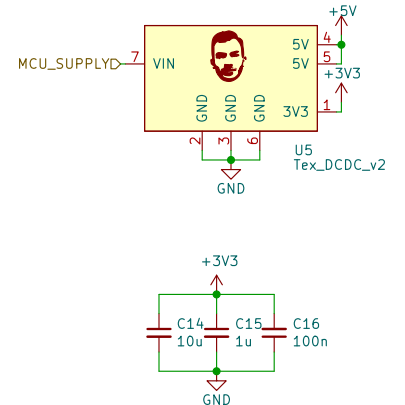 +5V
MCU_SUPPLY 7 VIN 5V 4
5V 5
+3V3
GND GND GND 3V3 1
2 3 6
U5
Tex_DCDC_v2
GND
+3V3
C14 C15 C16
10u 1u 100n
GND